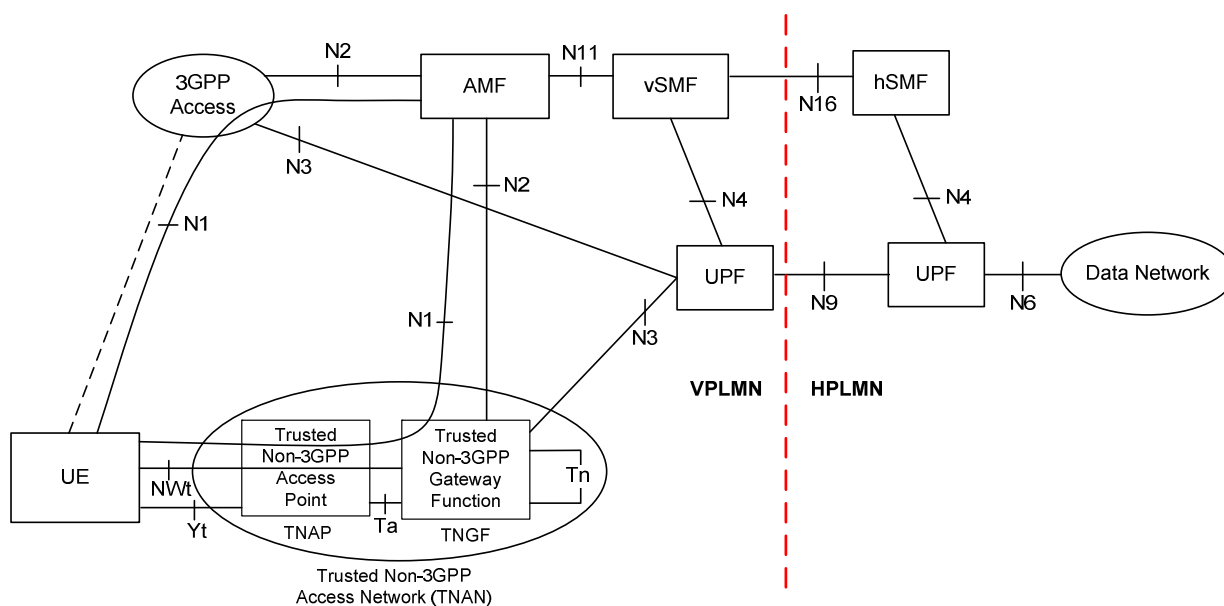 N2
N11
3GPP
Access
AMF
vSMF
hSMF
N16
N3
N2
N4
N4
N1
UPF
UPF
Data Network
N9
N6
N1
N3
VPLMN
HPLMN
UE
Trusted
Non-3GPP
Access
Point
Trusted
Non-3GPP
Gateway
Function
Tn
NWt
Yt
Ta
TNAP
TNGF
Trusted Non-3GPP
Access Network (TNAN)